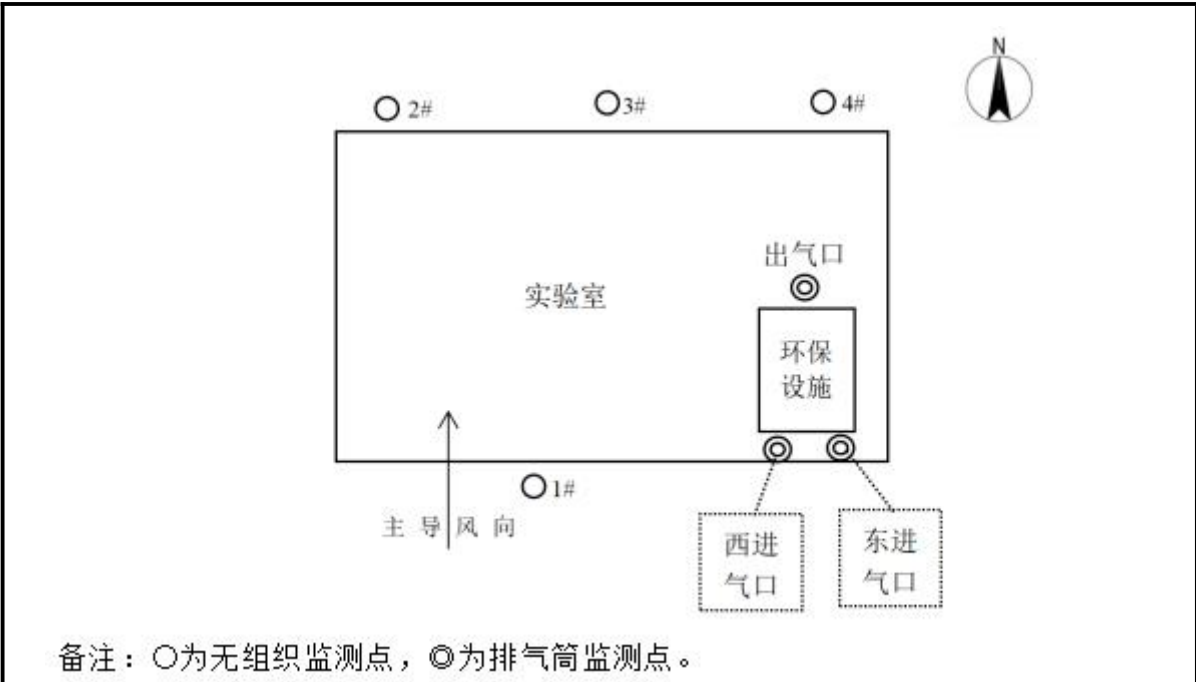 N
2#
3#
4#
出气口
实验室
环保
设施
1#
主导风向
西进
气口
东进
气口
备注：○为无组织监测点，◎为排气筒监测点。